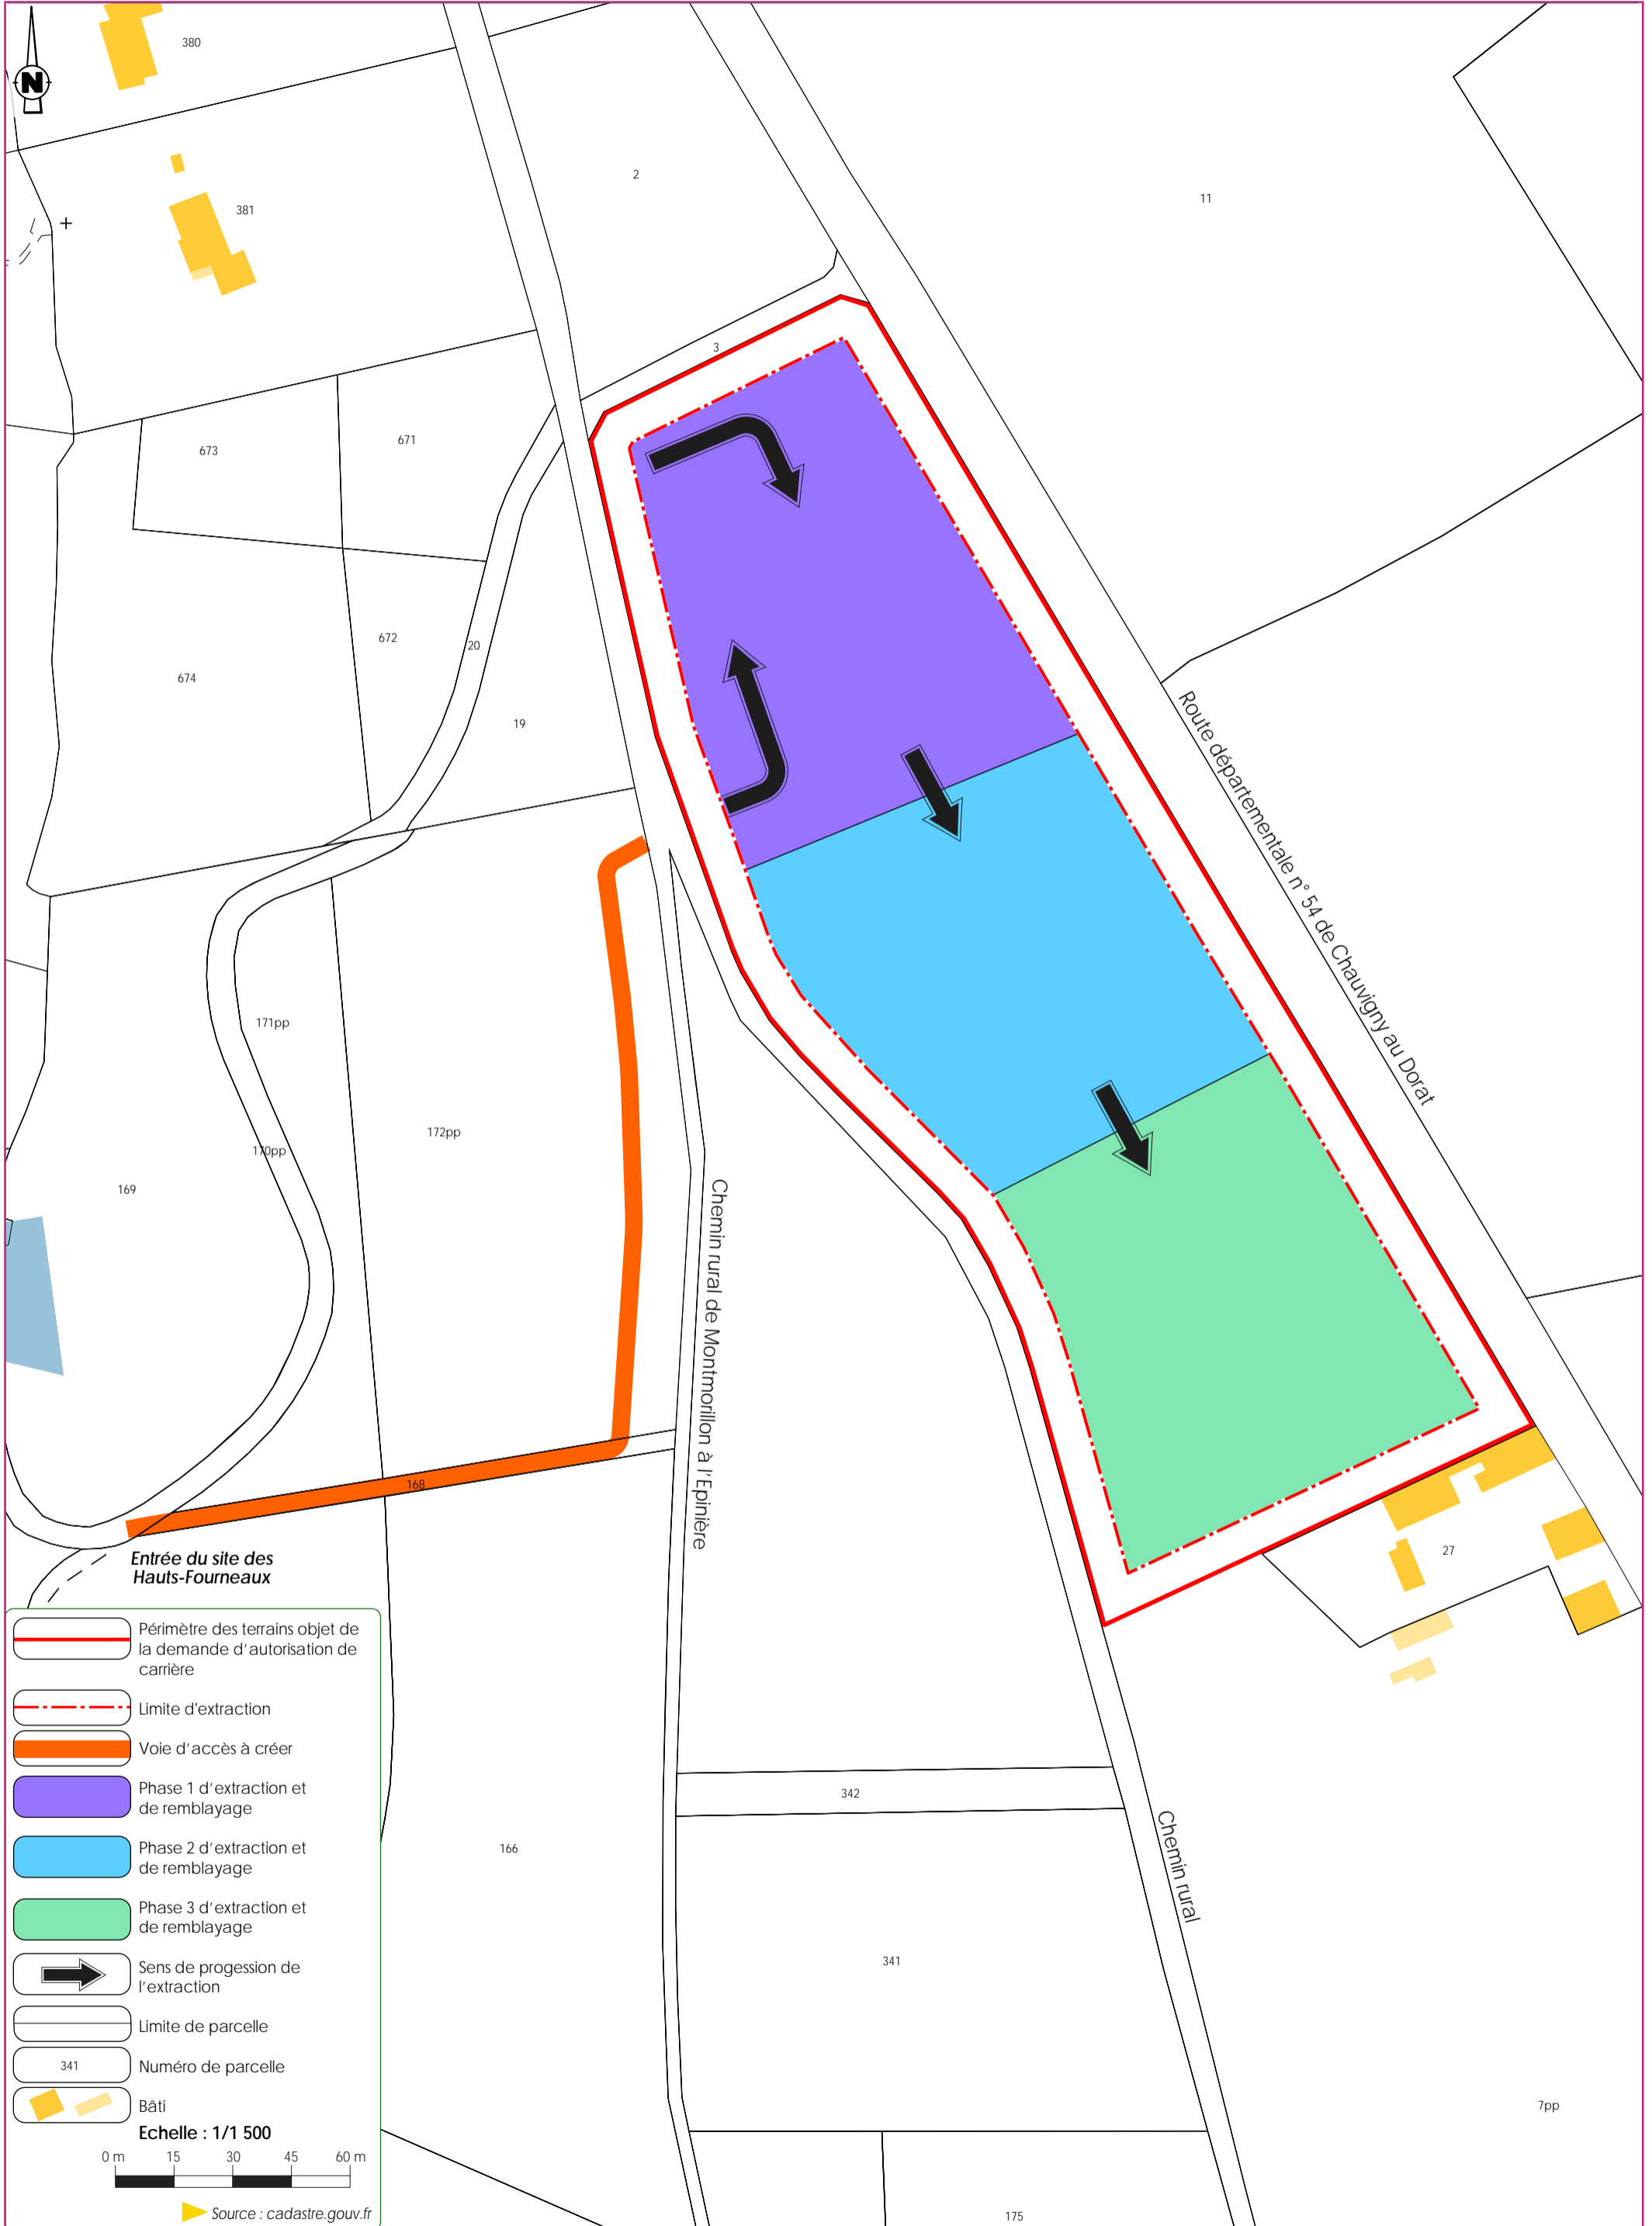 380
N
2
11
381
3
673
671
20
672
674
19
Route départementale n° 54 de Chauvigny au Dorat
171pp
172pp
170pp
169
Chemin rural de Montmorillon à l'Epinière
168
27
Entrée du site des
Hauts-Fourneaux
Périmètre des terrains objet de
la demande d'autorisation de
carrière
Limite d'extraction
Voie d'accès à créer
Phase 1 d'extraction et
de remblayage
Phase 2 d'extraction et
de remblayage
Phase 3 d'extraction et
de remblayage
Sens de progession de
l'extraction
Limite de parcelle
341
Numéro de parcelle
Bâti
Echelle : 1/1 500
0 m 15 30 45 60 m
Source : cadastre.gouv.fr
342
166
Chemin rural
341
7pp
175